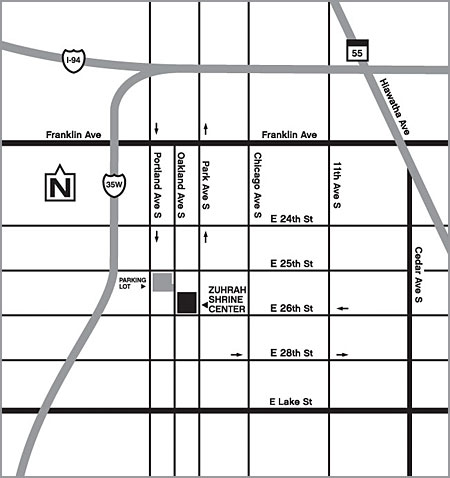 I-94
55
Hiawatha Ave
Franklin Ave
Franklin Ave
N
35W
Portland Ave S
Oakland Ave S
Park Ave S
Chicago Ave S
11th Ave S
E 24th St
Cedar Ave S
E 25th St
PARKING
LOT
ZUHRAH
SHRINE
CENTER
E 26th St
E 28th St
E Lake St